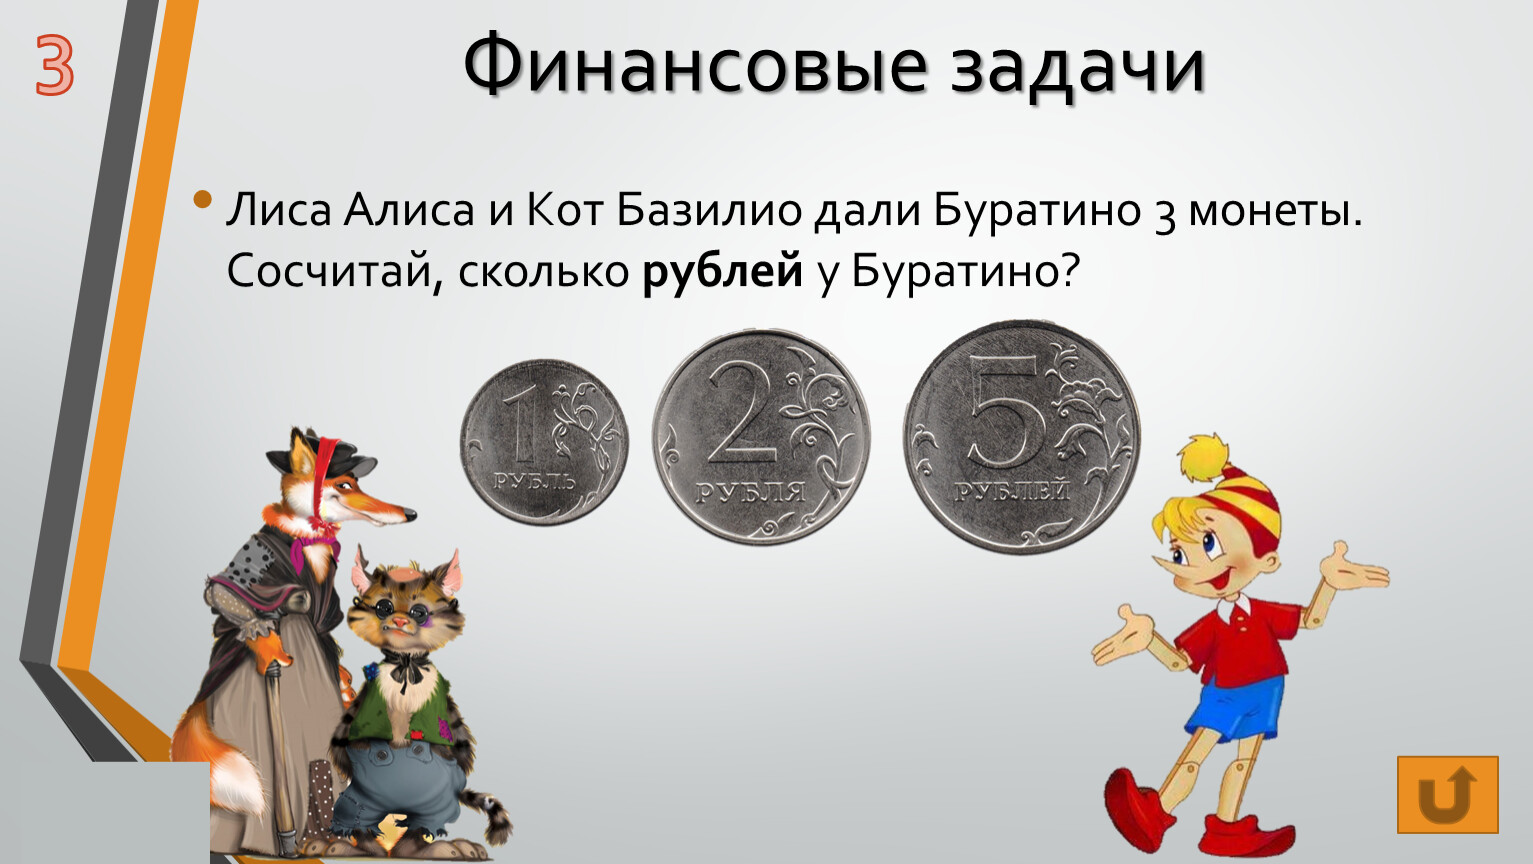 3
Финансовые задачи
• Лиса Алиса и Кот Базилио дали Буратино 3 монеты.
Сосчитай, сколько рублей у Буратино?
1
РУБЛЬ
2
РУБЛЯ
5
РУБЛЕЙ